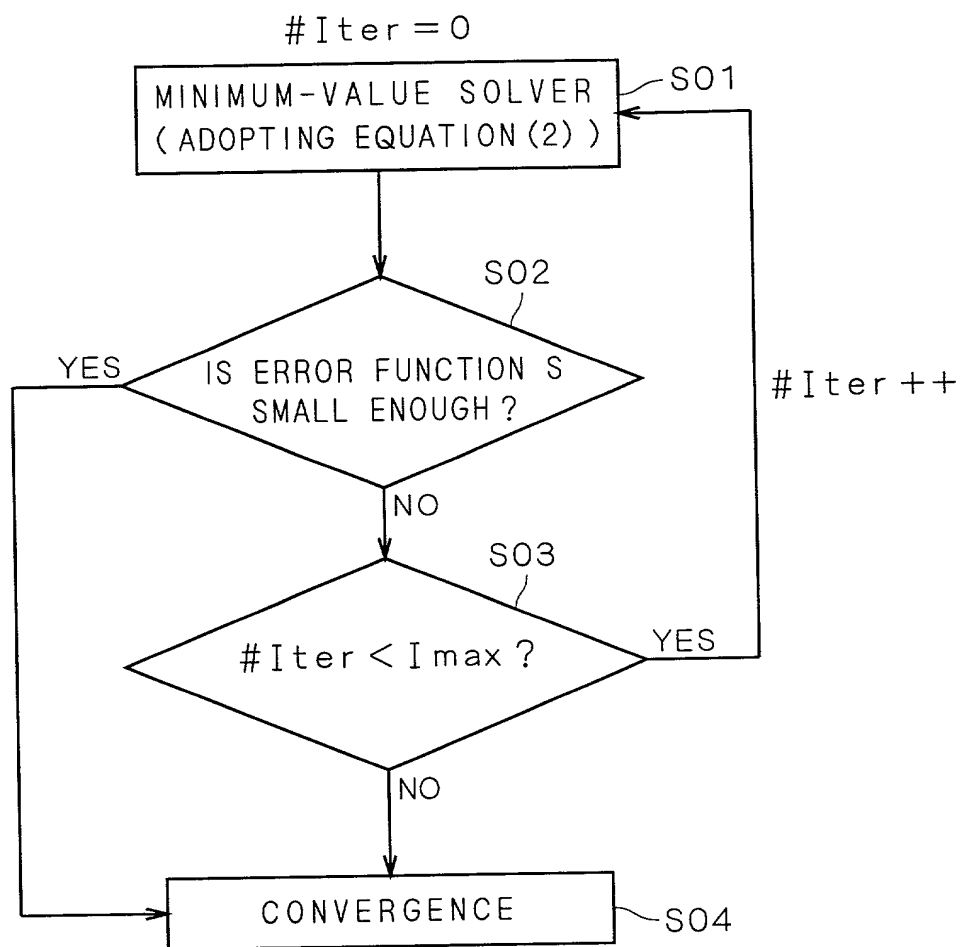 #Iter=0
MINIMUM-VALUE SOLVER
(ADOPTING EQUATION(2))
S01
S02
YES
IS ERROR FUNCTION S
SMALL ENOUGH?
#Iter++
NO
S03
#Iter<Imax?
YES
NO
CONVERGENCE
S04